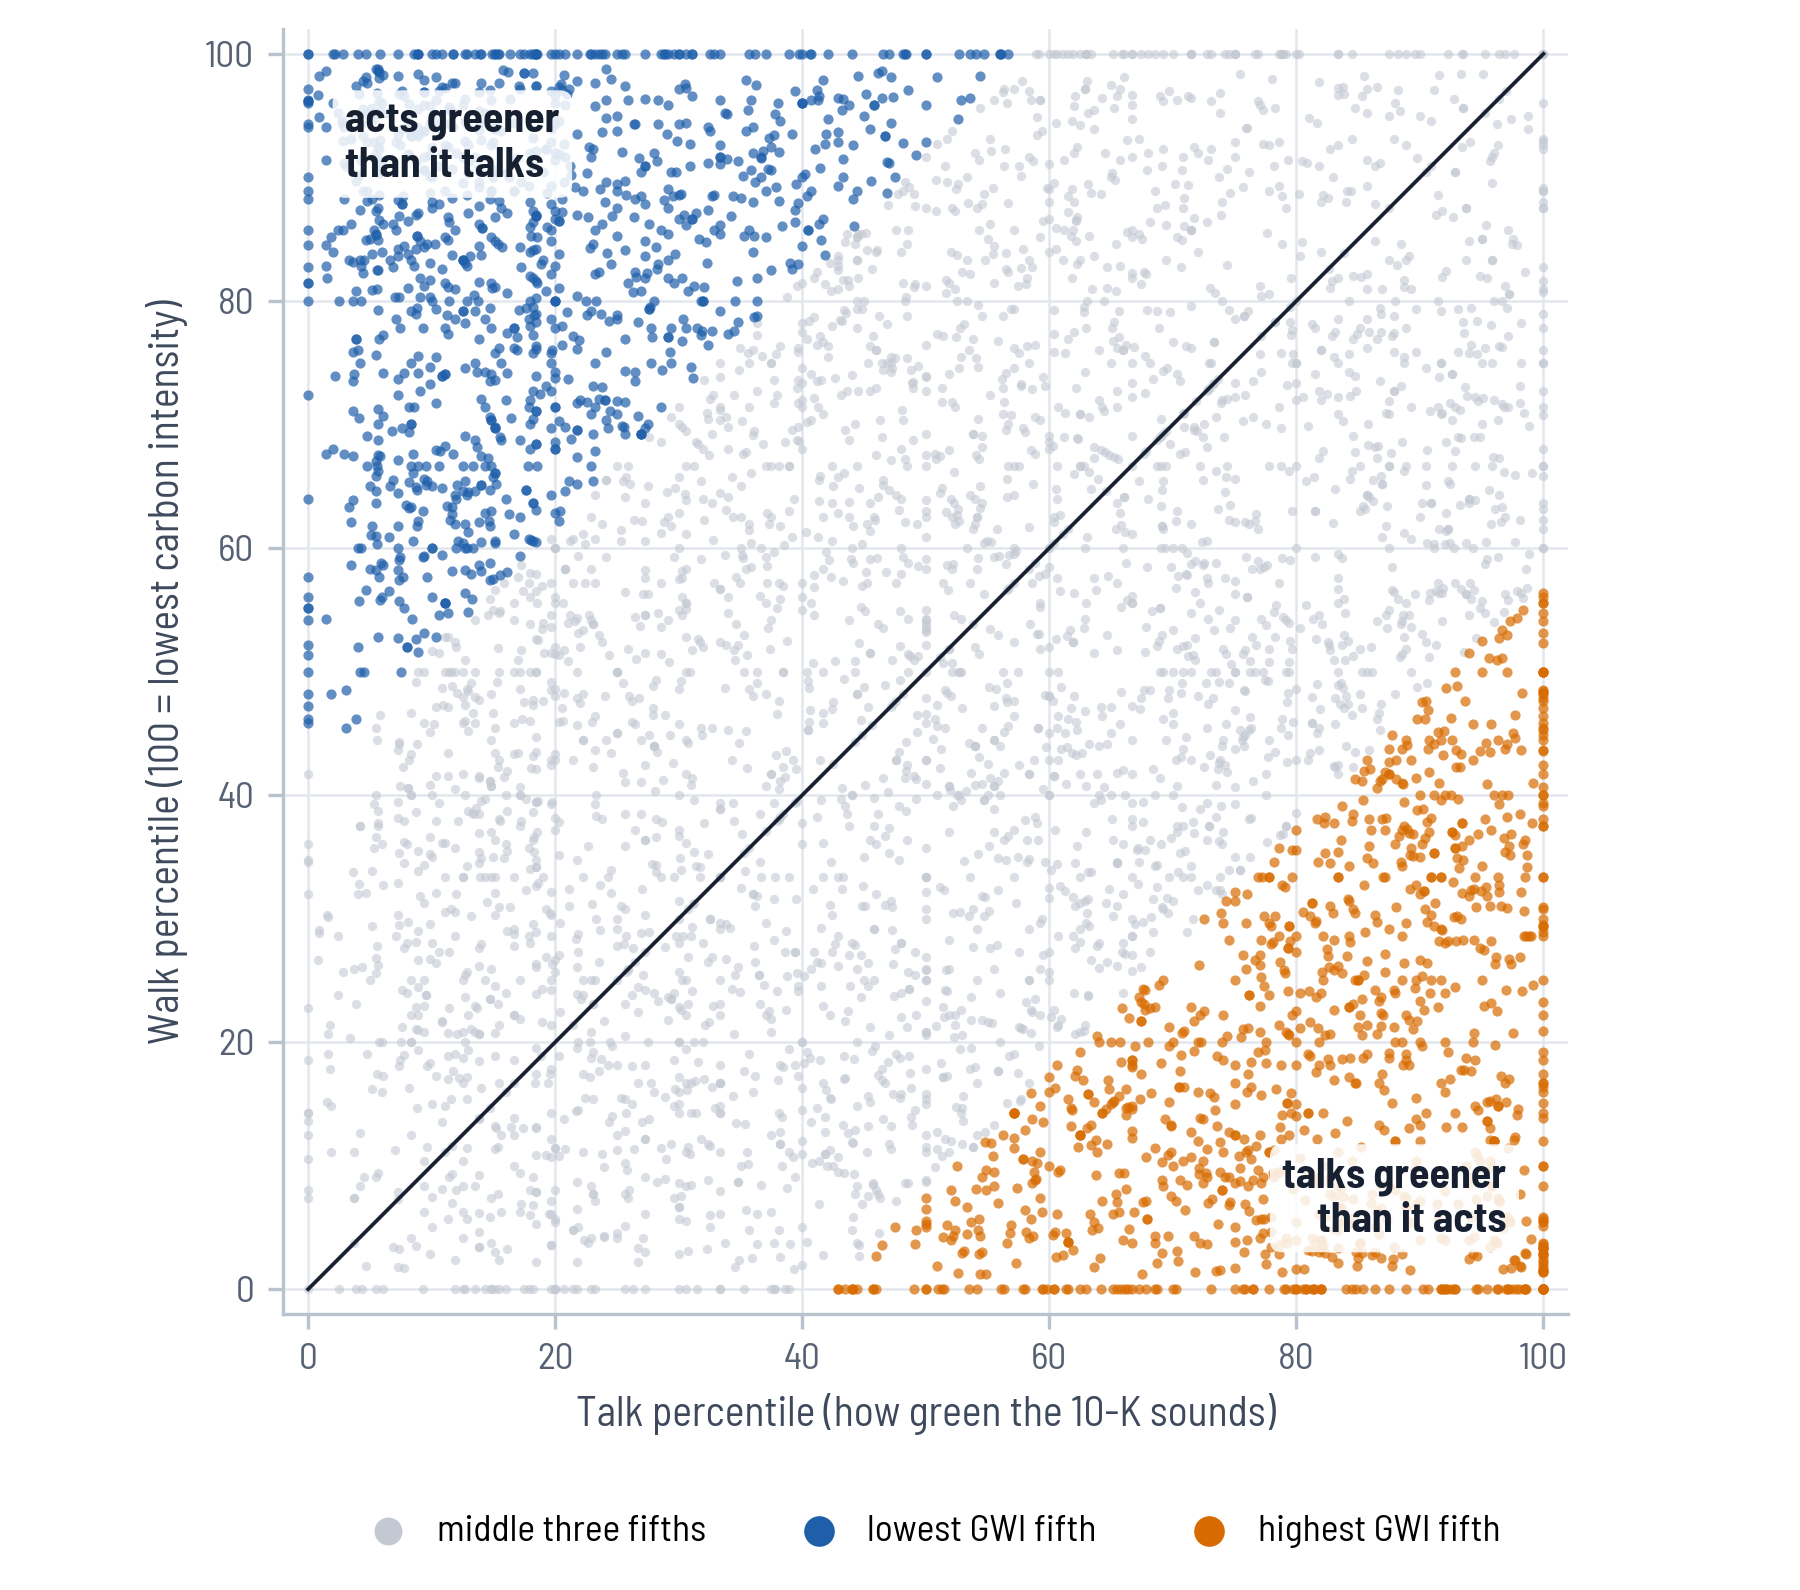 100
80
60
40
20
0
Walk percentile (100 = lowest carbon intensity)
acts greener
than it talks
talks greener
than it acts
0 20 40 60 80 100
Talk percentile (how green the 10-K sounds)
middle three fifths lowest GWI fifth highest GWI fifth